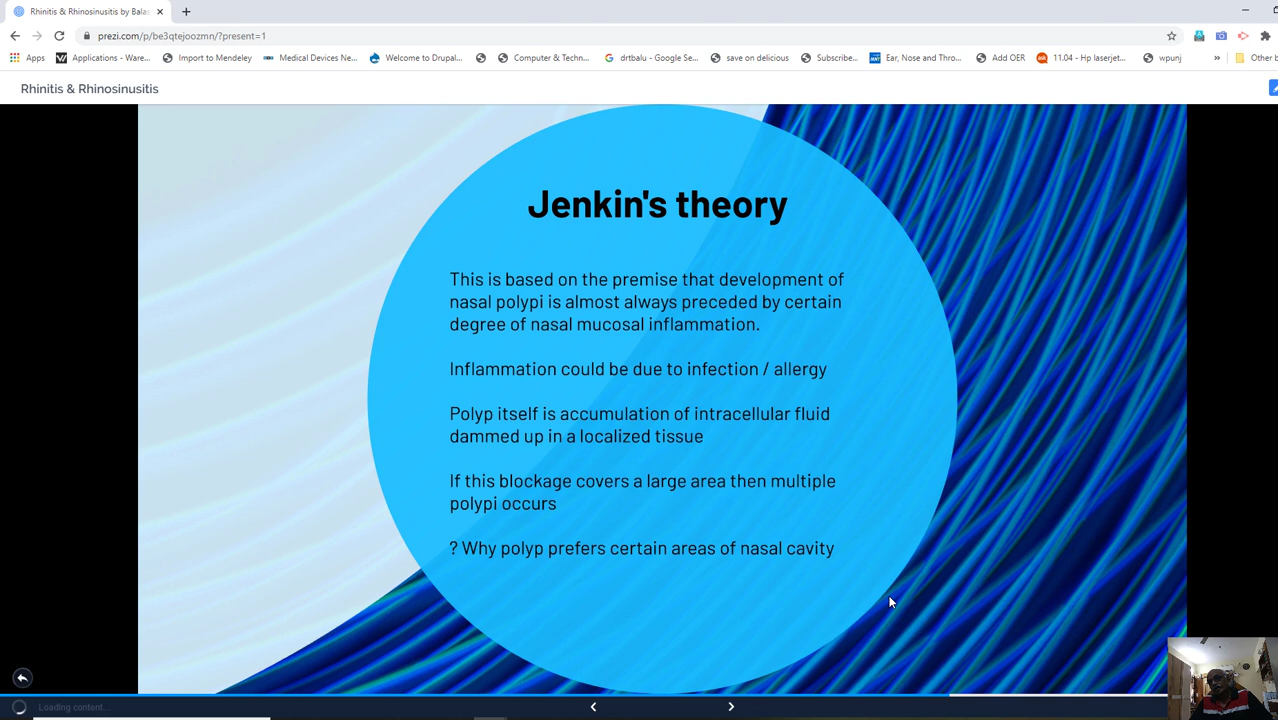 Rhinitis & Rhinosinusitis by Balas
prezi.com/p/be3qtejoozmn/?present=1
Apps Applications - Ware... Import to Mendeley Medical Devices Ne... Welcome to Drupal... Computer & Techn... drtbalu - Google Se... save on delicious Subscribe... Ear, Nose and Thro... Add OER 11.04 - Hp laserjet... wpunj » Other b
Rhinitis & Rhinosinusitis
Jenkin's theory
This is based on the premise that development of
nasal polypi is almost always preceded by certain
degree of nasal mucosal inflammation.
Inflammation could be due to infection / allergy
Polyp itself is accumulation of intracellular fluid
dammed up in a localized tissue
If this blockage covers a large area then multiple
polypi occurs
? Why polyp prefers certain areas of nasal cavity
Loading content...